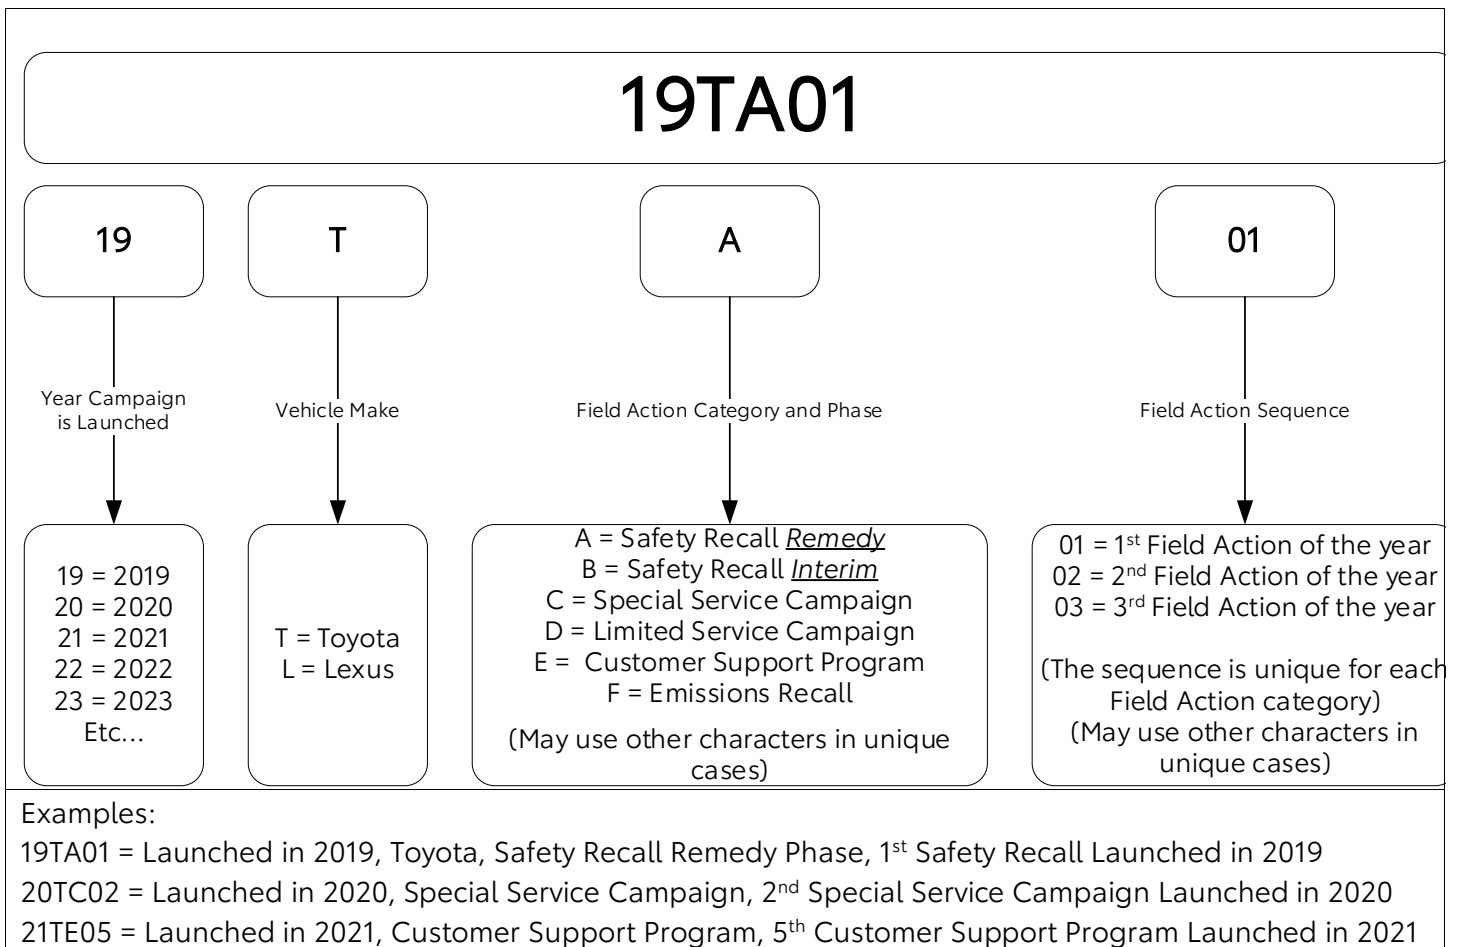 19TA01
19
T
A
01
Year Campaign
is Launched
Vehicle Make
Field Action Category and Phase
Field Action Sequence
19 = 2019
20 = 2020
21 = 2021
22 = 2022
23 = 2023
Etc…
T = Toyota
L = Lexus
A = Safety Recall Remedy
B = Safety Recall Interim
C = Special Service Campaign
D = Limited Service Campaign
E =  Customer Support Program
F = Emissions Recall
(May use other characters in unique
cases)
01 = 1st Field Action of the year
02 = 2nd Field Action of the year
03 = 3rd Field Action of the year
(The sequence is unique for each
Field Action category)
(May use other characters in
unique cases)
Examples:
19TA01 = Launched in 2019, Toyota, Safety Recall Remedy Phase, 1st Safety Recall Launched in 2019
20TC02 = Launched in 2020, Special Service Campaign, 2nd Special Service Campaign Launched in 2020
21TE05 = Launched in 2021, Customer Support Program, 5th Customer Support Program Launched in 2021